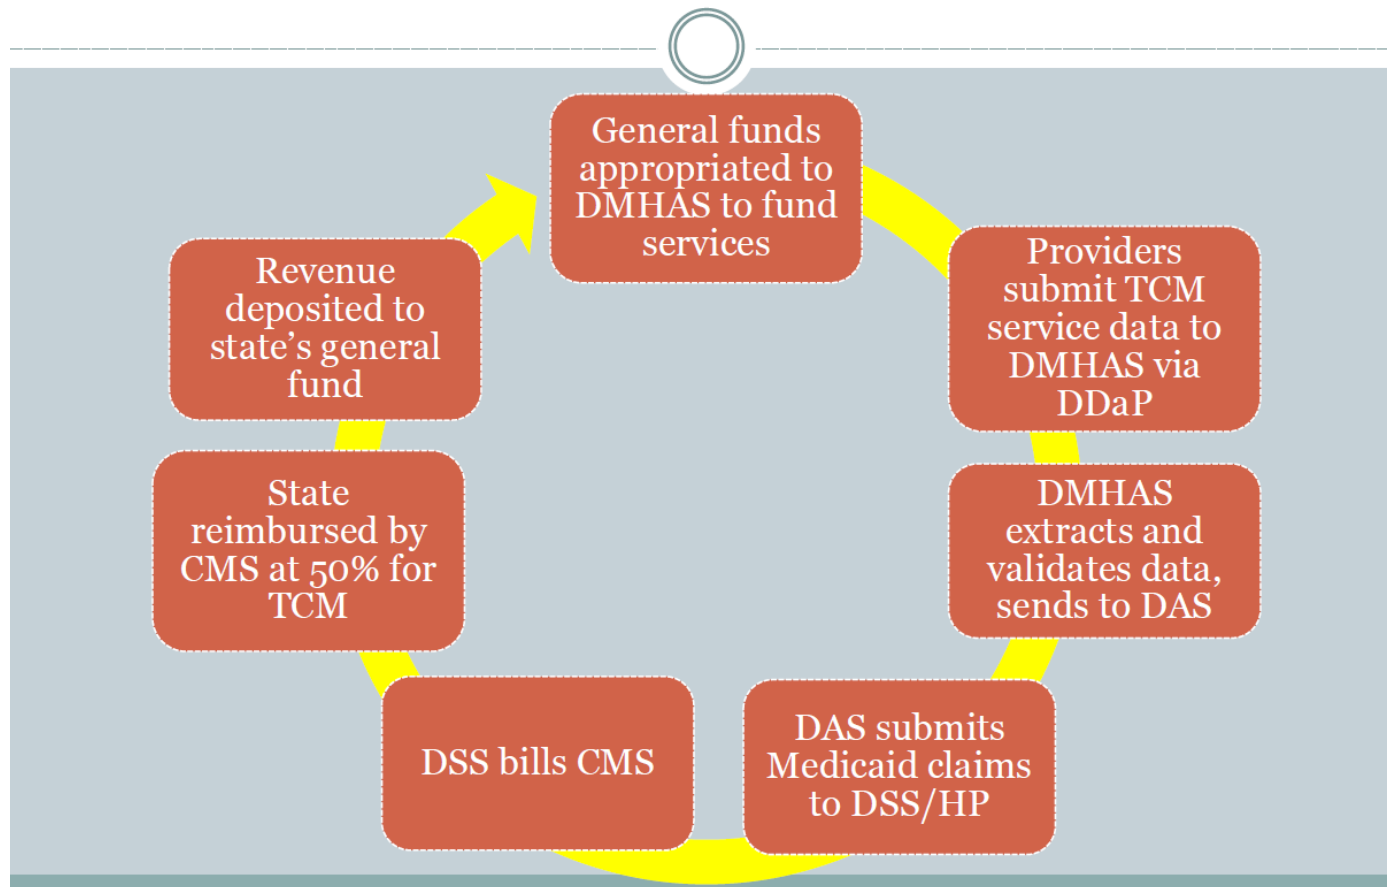 General funds
appropriated to
DMHAS to fund
services
Providers
submit TCM
service data to
DMHAS via
DDaP
DMHAS
extracts and
validates data,
sends to DAS
DAS submits
Medicaid claims
to DSS/HP
DSS bills CMS
State
reimbursed by
CMS at 50% for
TCM
Revenue
deposited to
state’s general
fund